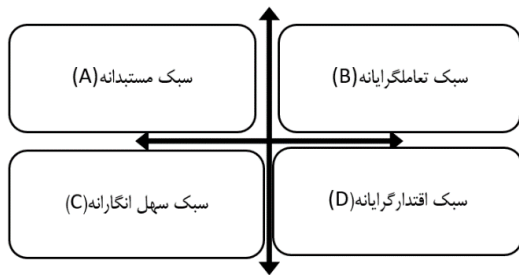 سبک تعاملگرایانه(B)
سبک مستبدانه(A)
سبک اقتدارگرایانه(D)
سبک سهل انگارانه(C)